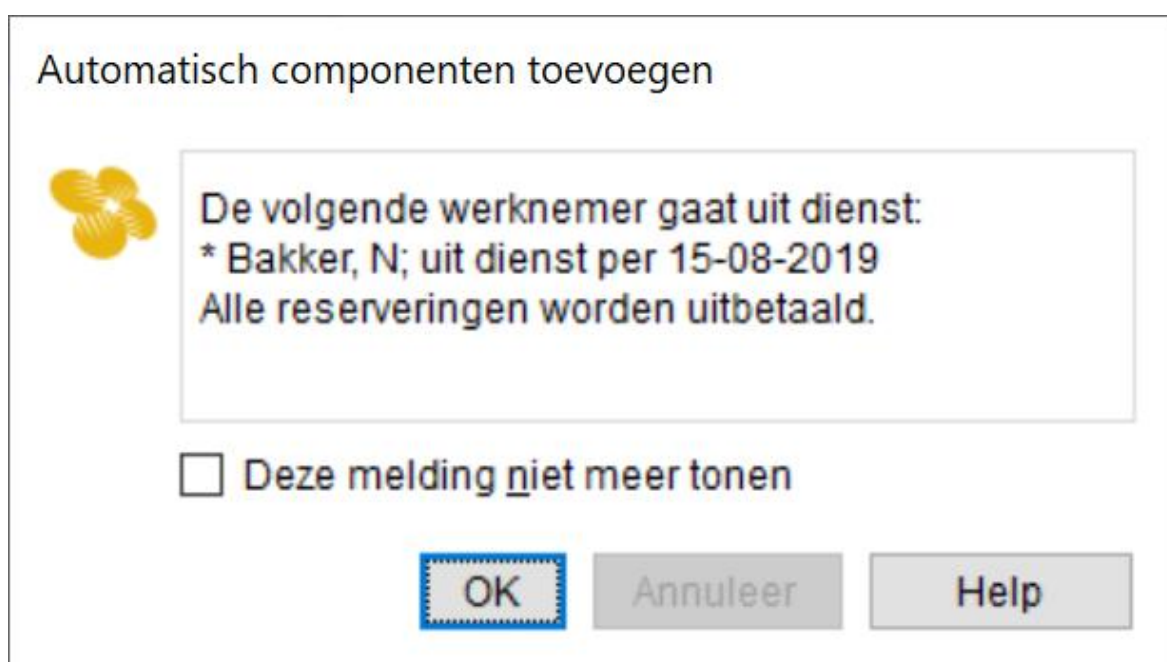 Automatisch componenten toevoegen
De volgende werknemer gaat uit dienst:
* Bakker, N; uit dienst per 15-08-2019
Alle reserveringen worden uitbetaald.
Deze melding niet meer tonen
OK Annuleer Help